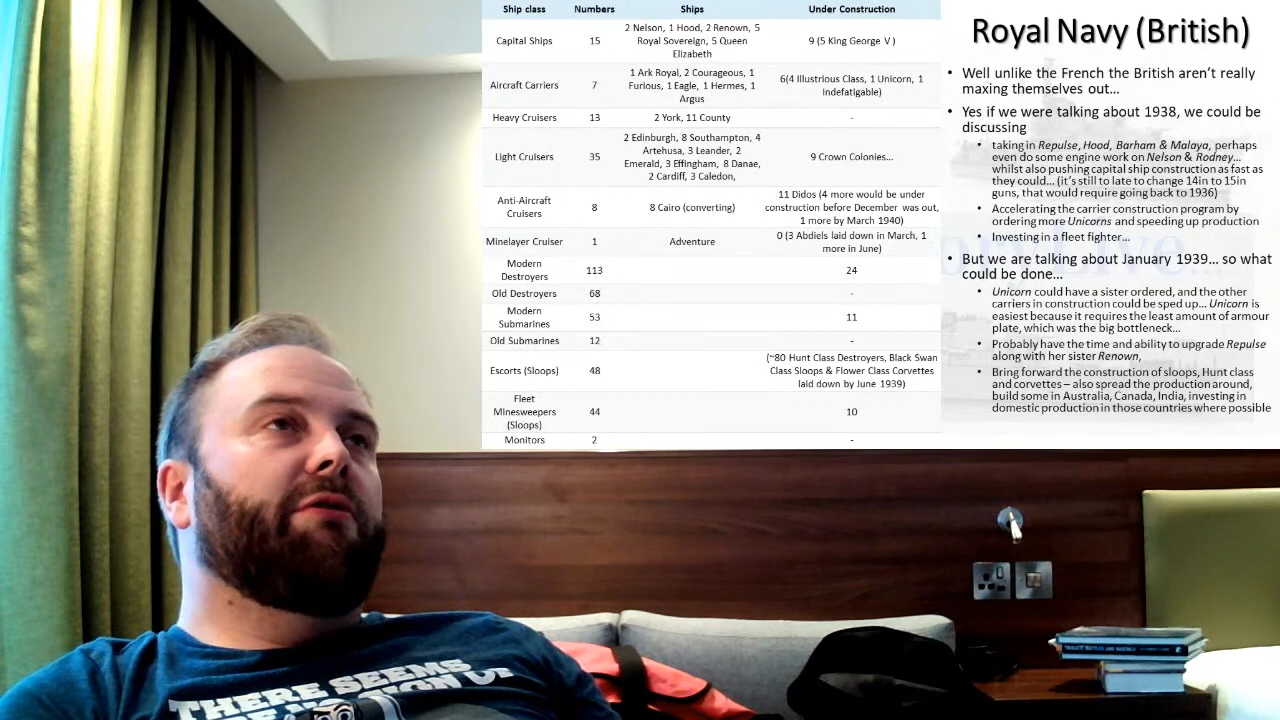 Ship class Numbers Ships Under Construction
Capital Ships 15 2 Nelson, 1 Hood, 2 Renown, 5 Royal Sovereign, 5 Queen Elizabeth 9 (5 King George V )
Aircraft Carriers 7 1 Ark Royal, 2 Courageous, 1 Furious, 1 Eagle, 1 Hermes, 1 Argus 6(4 Illustrious Class, 1 Unicorn, 1 Indefatigable)
Heavy Cruisers 13 2 York, 11 County -
Light Cruisers 35 2 Edinburgh, 8 Southampton, 4 Artehusa, 3 Leander, 2 Emerald, 3 Effingham, 8 Danae, 2 Cardiff, 3 Caledon, 9 Crown Colonies...
Anti-Aircraft Cruisers 8 8 Cairo (converting) 11 Didos (4 more would be under construction before December was out, 1 more by March 1940)
Minelayer Cruiser 1 Adventure 0 (3 Abdiels laid down in March, 1 more in June)
Modern Destroyers 113 24
Old Destroyers 68 -
Modern Submarines 53 11
Old Submarines 12 -
Escorts (Sloops) 48 (~80 Hunt Class Destroyers, Black Swan Class Sloops & Flower Class Corvettes laid down by June 1939)
Fleet Minesweepers (Sloops) 44 10
Monitors 2 -
Royal Navy (British)
• Well unlike the French the British aren't really
maxing themselves out...
• Yes if we were talking about 1938, we could be
discussing
• taking in Repulse, Hood, Barham & Malaya, perhaps
even do some engine work on Nelson & Rodney...
whilst also pushing capital ship construction as fast as
they could... (it's still to late to change 14in to 15in
guns, that would require going back to 1936)
• Accelerating the carrier construction program by
ordering more Unicorns and speeding up production
• Investing in a fleet fighter...
• But we are talking about January 1939... so what
could be done...
• Unicorn could have a sister ordered, and the other
carriers in construction could be sped up... Unicorn is
easiest because it requires the least amount of armour
plate, which was the big bottleneck...
• Probably have the time and ability to upgrade Repulse
along with her sister Renown,
• Bring forward the construction of sloops, Hunt class
and corvettes – also spread the production around,
build some in Australia, Canada, India, investing in
domestic production in those countries where possible
THERE SEEMS